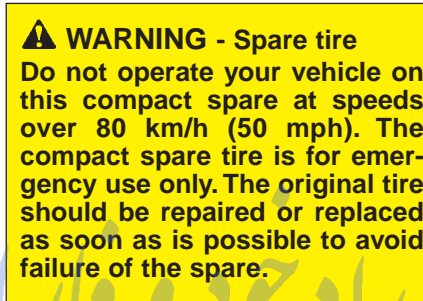 WARNING - Spare tire
Do not operate your vehicle on
this compact spare at speeds
over 80 km/h (50 mph). The
compact spare tire is for emer-
gency use only. The original tire
should be repaired or replaced
as soon as is possible to avoid
failure of the spare.